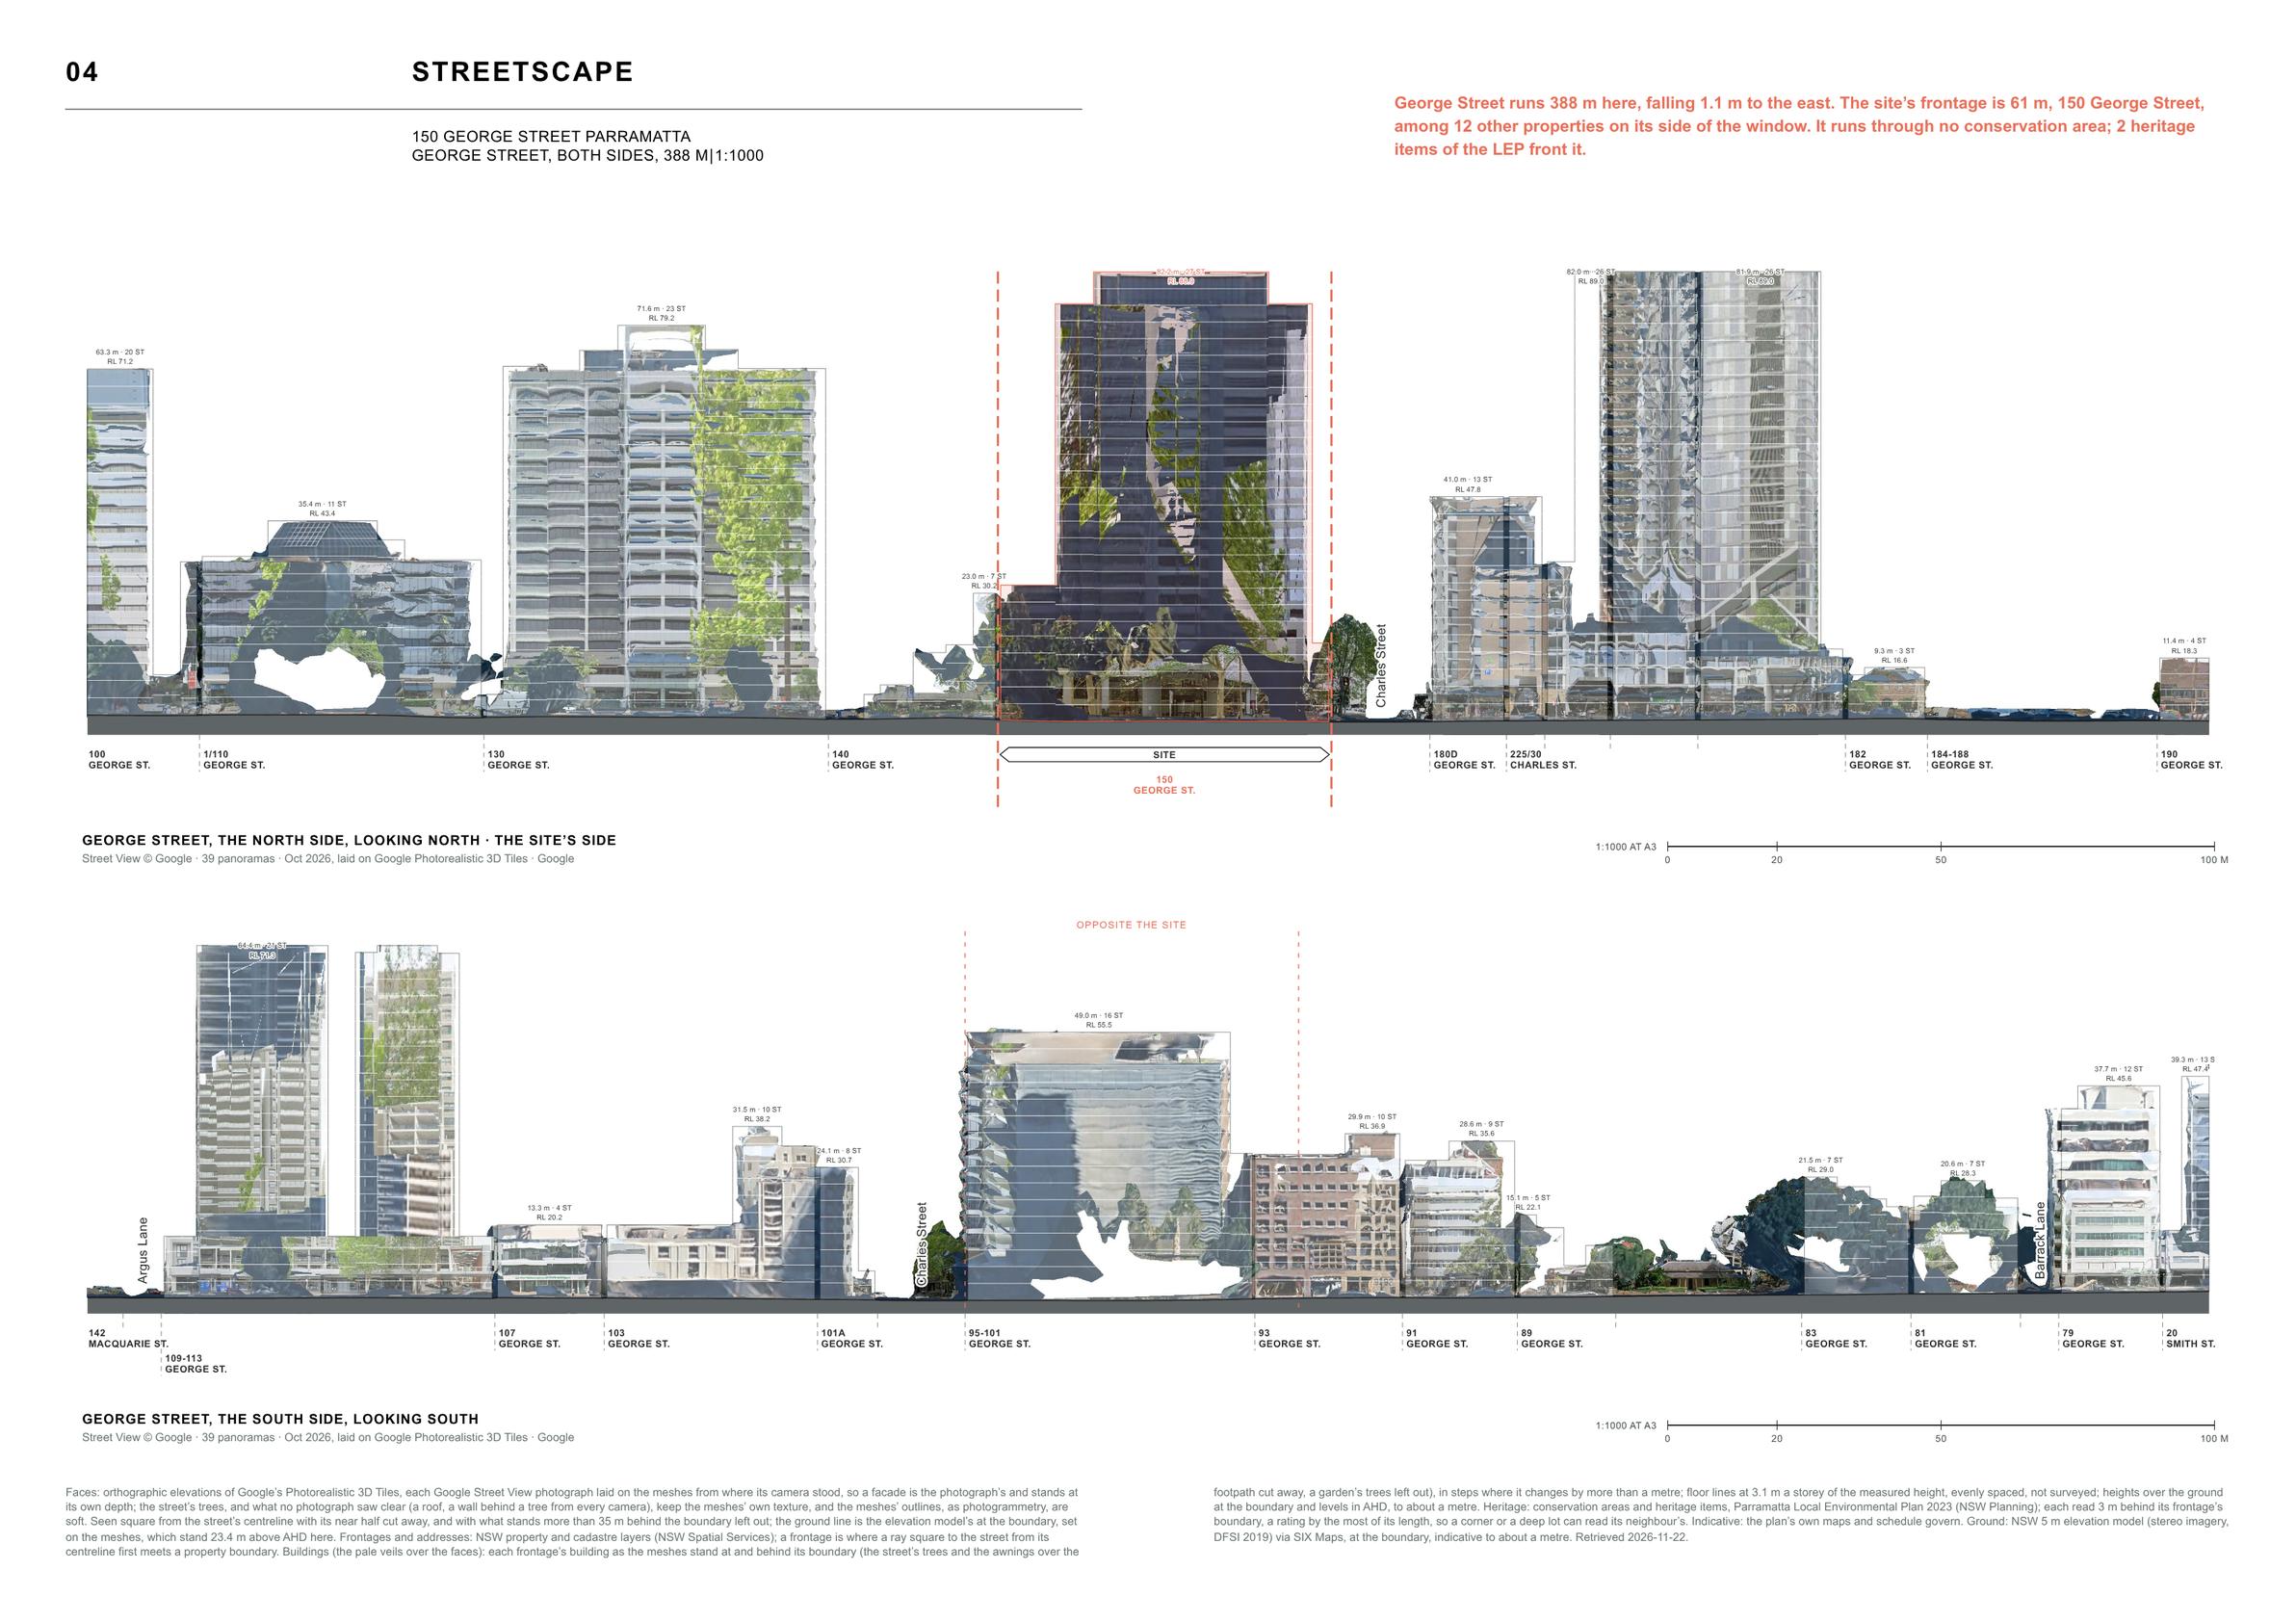 04
STREETSCAPE
150 GEORGE STREET PARRAMATTA
GEORGE STREET, BOTH SIDES, 388 M|1:1000
George Street runs 388 m here, falling 1.1 m to the east. The site’s frontage is 61 m, 150 George Street,
among 12 other properties on its side of the window. It runs through no conservation area; 2 heritage
items of the LEP front it.
63.3 m · 20 ST
RL 71.2
35.4 m · 11 ST
RL 43.4
71.6 m · 23 ST
RL 79.2
23.0 m · 7 ST
RL 30.2
82.2 m · 27 ST
Charles Street
41.0 m · 13 ST
RL 47.8
82.0 m · 26 ST
RL 89.0
81.9 m · 26 ST
RL 89.0
9.3 m · 3 ST
RL 16.6
11.4 m · 4 ST
RL 18.3
100
GEORGE ST.
1/110
GEORGE ST.
130
GEORGE ST.
140
GEORGE ST.
SITE
150
GEORGE ST.
180D
GEORGE ST.
225/30
CHARLES ST.
182
GEORGE ST.
184-188
GEORGE ST.
190
GEORGE ST.
GEORGE STREET, THE NORTH SIDE, LOOKING NORTH · THE SITE’S SIDE
Street View © Google · 39 panoramas · Oct 2026, laid on Google Photorealistic 3D Tiles · Google
1:1000 AT A3
0 20 50 100 M
OPPOSITE THE SITE
Argus Lane
64.4 m · 21 ST
RL 71.3
13.3 m · 4 ST
RL 20.2
31.5 m · 10 ST
RL 38.2
24.1 m · 8 ST
RL 30.7
Charles Street
49.0 m · 16 ST
RL 55.5
29.9 m · 10 ST
RL 36.9
28.6 m · 9 ST
RL 35.6
15.1 m · 5 ST
RL 22.1
21.5 m · 7 ST
RL 29.0
20.6 m · 7 ST
RL 28.3
Barrack Lane
37.7 m · 12 ST
RL 45.6
39.3 m · 13 S
RL 47.4
142
MACQUARIE ST.
109-113
GEORGE ST.
107
GEORGE ST.
103
GEORGE ST.
101A
GEORGE ST.
95-101
GEORGE ST.
93
GEORGE ST.
91
GEORGE ST.
89
GEORGE ST.
83
GEORGE ST.
81
GEORGE ST.
79
GEORGE ST.
20
SMITH ST.
GEORGE STREET, THE SOUTH SIDE, LOOKING SOUTH
Street View © Google · 39 panoramas · Oct 2026, laid on Google Photorealistic 3D Tiles · Google
1:1000 AT A3
0 20 50 100 M
Faces: orthographic elevations of Google’s Photorealistic 3D Tiles, each Google Street View photograph laid on the meshes from where its camera stood, so a facade is the photograph’s and stands at
its own depth; the street’s trees, and what no photograph saw clear (a roof, a wall behind a tree from every camera), keep the meshes’ own texture, and the meshes’ outlines, as photogrammetry, are
soft. Seen square from the street’s centreline with its near half cut away, and with what stands more than 35 m behind the boundary left out; the ground line is the elevation model’s at the boundary, set
on the meshes, which stand 23.4 m above AHD here. Frontages and addresses: NSW property and cadastre layers (NSW Spatial Services); a frontage is where a ray square to the street from its
centreline first meets a property boundary. Buildings (the pale veils over the faces): each frontage’s building as the meshes stand at and behind its boundary (the street’s trees and the awnings over the
footpath cut away, a garden’s trees left out), in steps where it changes by more than a metre; floor lines at 3.1 m a storey of the measured height, evenly spaced, not surveyed; heights over the ground
at the boundary and levels in AHD, to about a metre. Heritage: conservation areas and heritage items, Parramatta Local Environmental Plan 2023 (NSW Planning); each read 3 m behind its frontage’s
boundary, a rating by the most of its length, so a corner or a deep lot can read its neighbour’s. Indicative: the plan’s own maps and schedule govern. Ground: NSW 5 m elevation model (stereo imagery,
DFSI 2019) via SIX Maps, at the boundary, indicative to about a metre. Retrieved 2026-11-22.